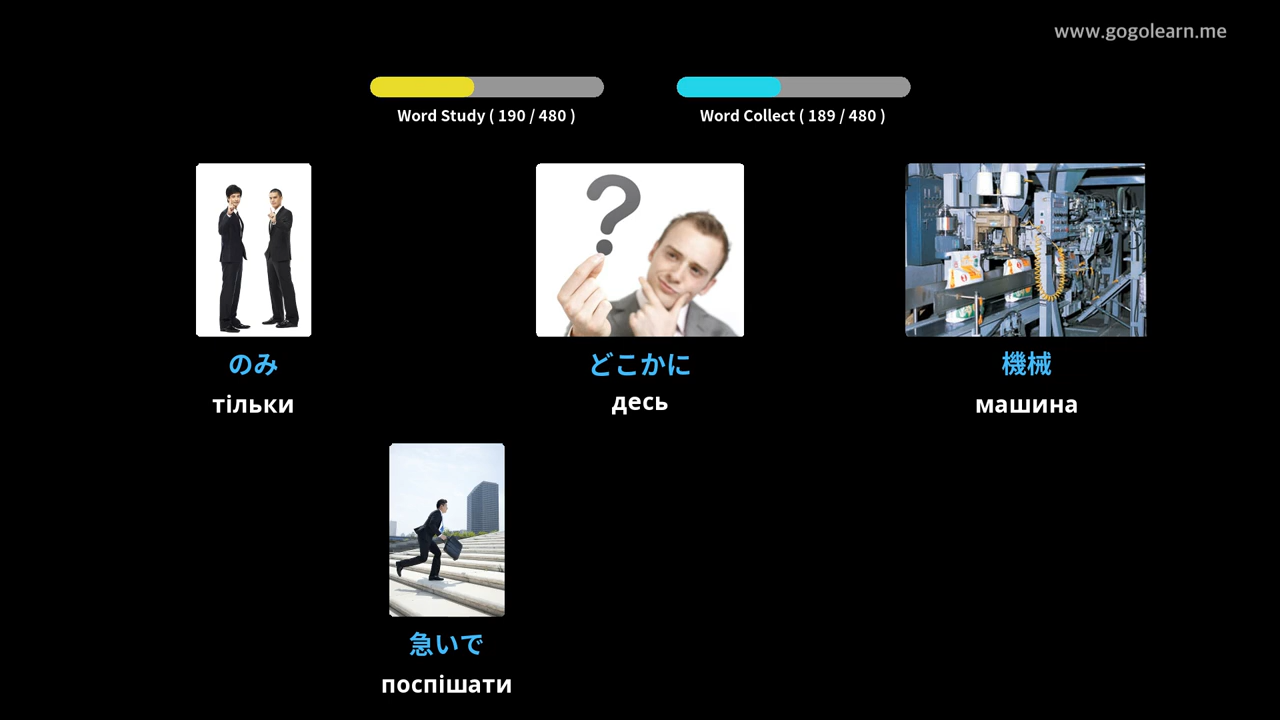 www.gogolearn.me
Word Study ( 190 / 480 )
Word Collect ( 189 / 480 )
のみ
тільки
どこかに
десь
機械
машина
急いで
поспішати